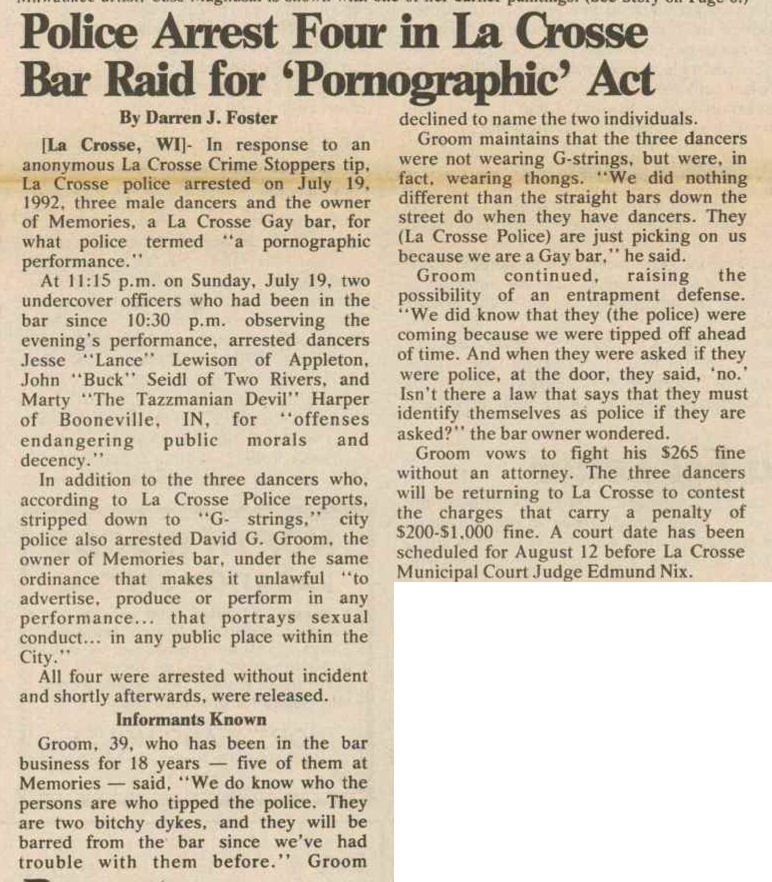 Police Arrest Four in La Crosse
Bar Raid for ‘Pornographic’ Act
By Darren J. Foster
[La Crosse, WI]- In response to an
anonymous La Crosse Crime Stoppers tip,
La Crosse police arrested on July 19,
1992, three male dancers and the owner
of Memories, a La Crosse Gay bar, for
what police termed “a pornographic
performance.”
At 11:15 p.m. on Sunday, July 19, two
undercover officers who had been in the
bar since 10:30 p.m. observing the
evening's performance, arrested dancers
Jesse “Lance” Lewison of Appleton,
John “Buck” Seidl of Two Rivers, and
Marty “The Tazzmanian Devil” Harper
of Booneville, IN, for “offenses
endangering public morals and
decency.”
In addition to the three dancers who,
according to La Crosse Police reports,
stripped down to “G- strings,” city
police also arrested David G. Groom, the
owner of Memories bar, under the same
ordinance that makes it unlawful “to
advertise, produce or perform in any
performance... that portrays sexual
conduct... in any public place within the
City.”
All four were arrested without incident
and shortly afterwards, were released.
Informants Known
Groom, 39, who has been in the bar
business for 18 years — five of them at
Memories — said, “We do know who the
persons are who tipped the police. They
are two bitchy dykes, and they will be
barred from the bar since we've had
trouble with them before.” Groom
declined to name the two individuals.
Groom maintains that the three dancers
were not wearing G-strings, but were, in
fact, wearing thongs. “We did nothing
different than the straight bars down the
street do when they have dancers. They
(La Crosse Police) are just picking on us
because we are a Gay bar,” he said.
Groom continued, raising the
possibility of an entrapment defense.
“We did know that they (the police) were
coming because we were tipped off ahead
of time. And when they were asked if they
were police, at the door, they said, ‘no.’
Isn't there a law that says that they must
identify themselves as police if they are
asked?” the bar owner wondered.
Groom vows to fight his $265 fine
without an attorney. The three dancers
will be returning to La Crosse to contest
the charges that carry a penalty of
$200-$1,000 fine. A court date has been
scheduled for August 12 before La Crosse
Municipal Court Judge Edmund Nix.